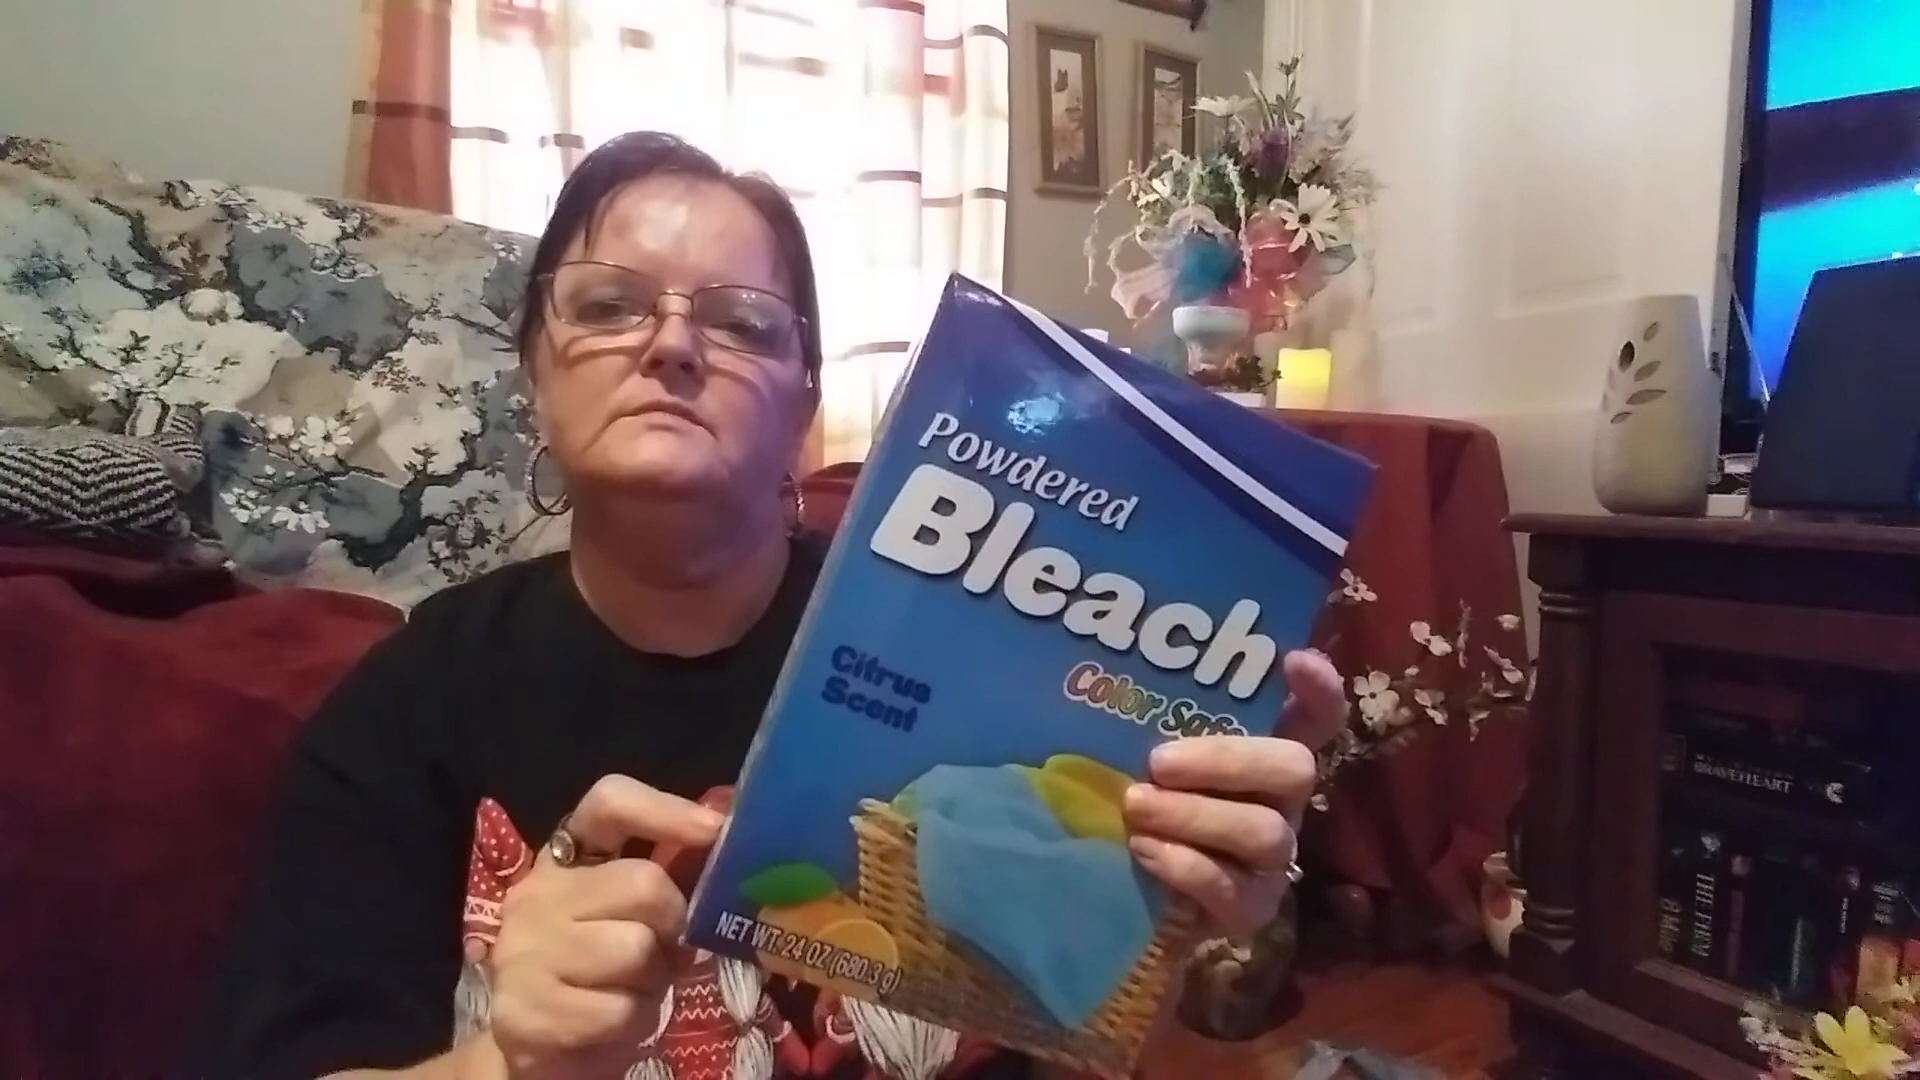 Powdered
Bleach
Color Safe
Citrus
Scent
NET WT. 24 OZ (680.3 g)
BRAVEHEART